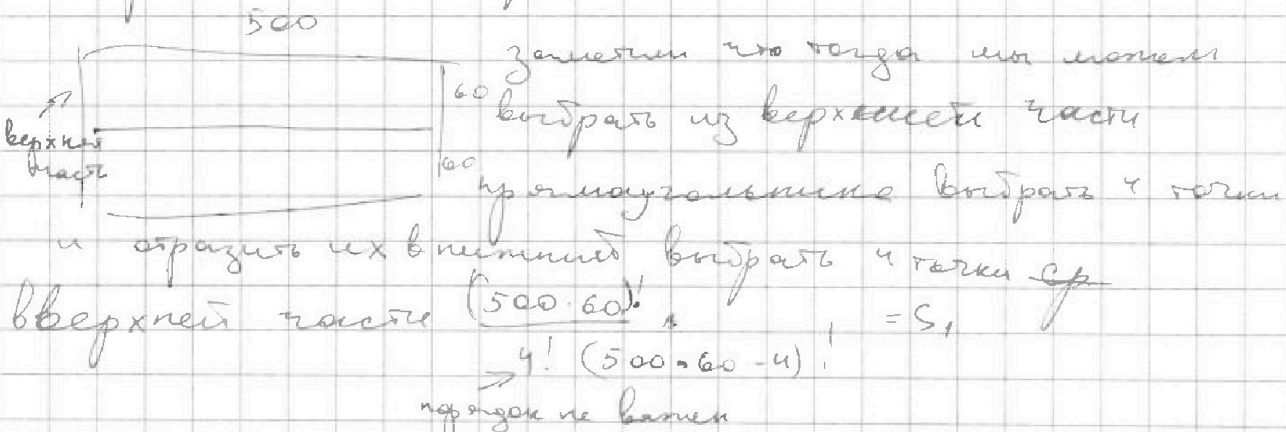 500
Заметим что тогда мы можем
60
выбрать из верхней части
верхняя
часть
60
прямоугольника выбрать 4 точки
и отразить их в нижний выбрать 4 точки
вверхней части (500·60)! / 4! (500·60-4)! = S₁
порядок не важен